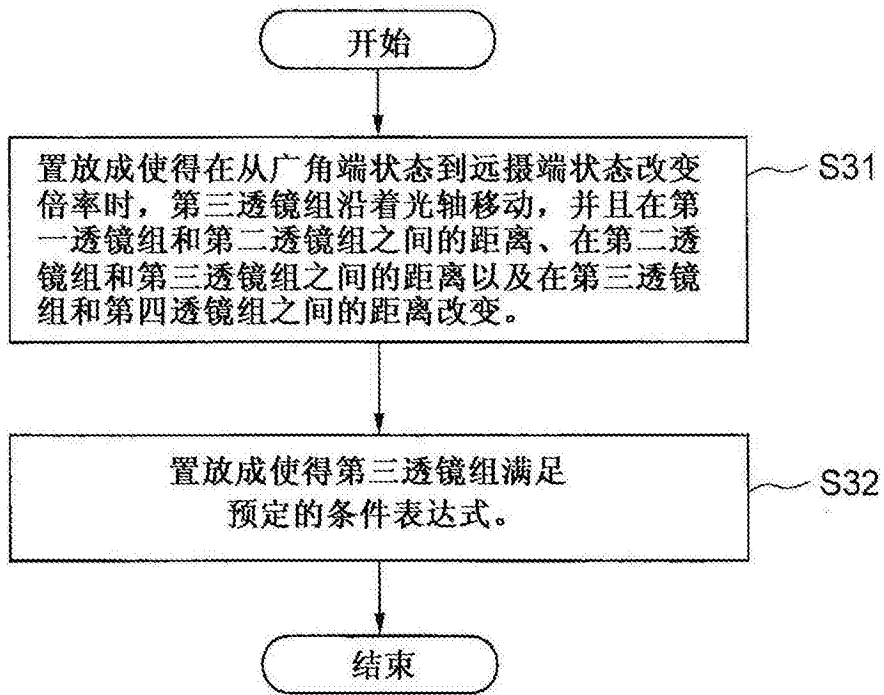 开始
置放成使得在从广角端状态到远摄端状态改变
倍率时，第三透镜组沿着光轴移动，并且在第
一透镜组和第二透镜组之间的距离、在第二透
镜组和第三透镜组之间的距离以及在第三透镜
组和第四透镜组之间的距离改变。
S31
置放成使得第三透镜组满足
预定的条件表达式。
S32
结束